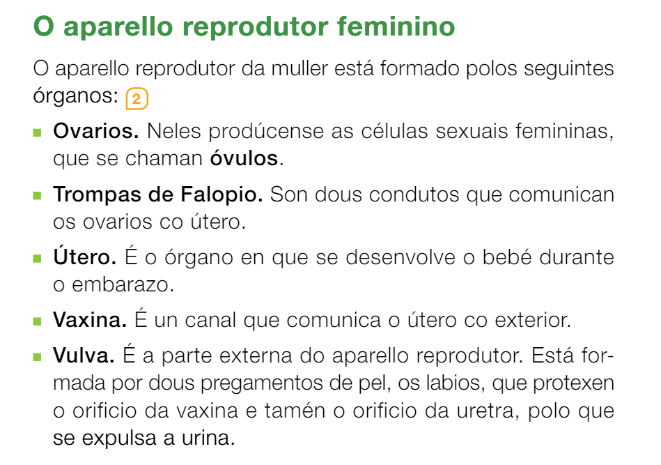 O aparello reprodutor feminino
O aparello reprodutor da muller está formado polos seguintes
órganos: 2
▪ Ovarios. Neles prodúcense as células sexuais femininas,
que se chaman óvulos.
▪ Trompas de Falopio. Son dous condutos que comunican
os ovarios co útero.
▪ Útero. É o órgano en que se desenvolve o bebé durante
o embarazo.
▪ Vaxina. É un canal que comunica o útero co exterior.
▪ Vulva. É a parte externa do aparello reprodutor. Está for-
mada por dous pregamentos de pel, os labios, que protexen
o orificio da vaxina e tamén o orificio da uretra, polo que
se expulsa a urina.